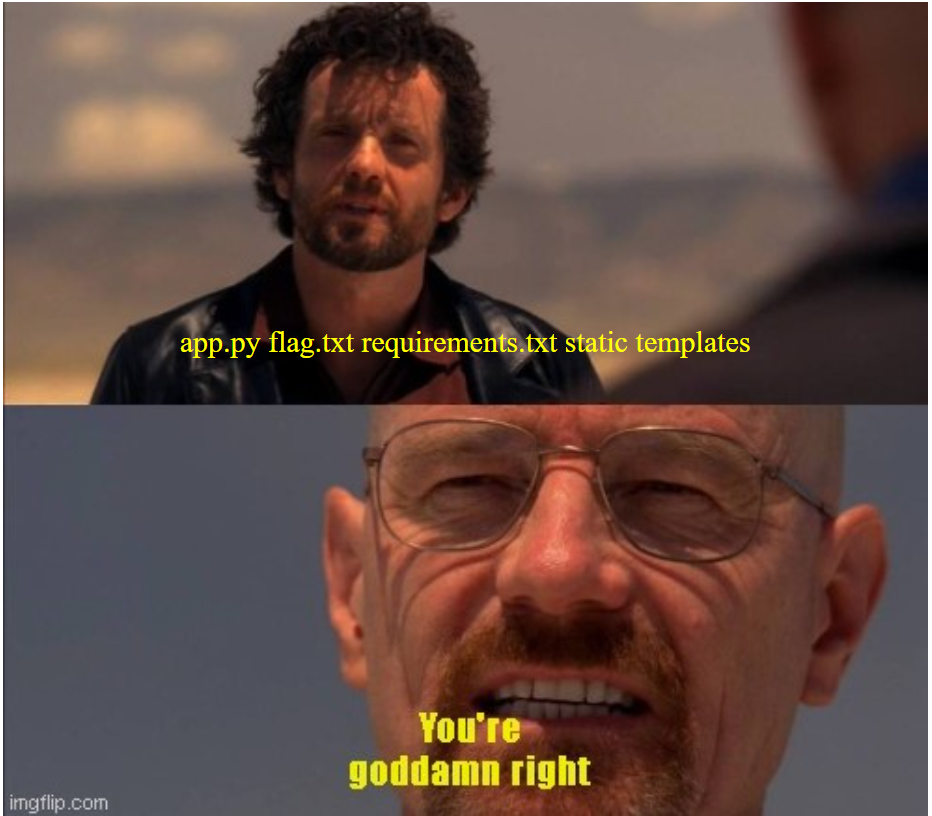 app.py flag.txt requirements.txt static templates
You're
goddamn right
imgflip.com